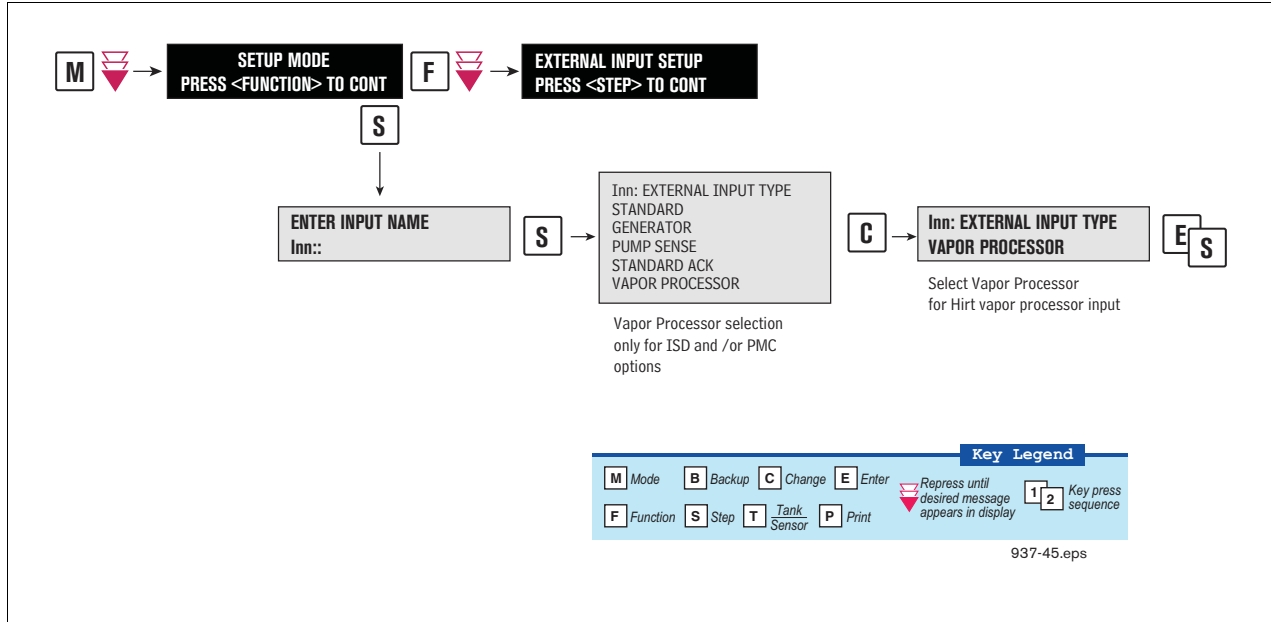 M
SETUP MODE
PRESS <FUNCTION> TO CONT
F
EXTERNAL INPUT SETUP
PRESS <STEP> TO CONT
S
ENTER INPUT NAME
Inn::
S
Inn: EXTERNAL INPUT TYPE
STANDARD
GENERATOR
PUMP SENSE
STANDARD ACK
VAPOR PROCESSOR
Vapor Processor selection
only for ISD and /or PMC
options
C
Inn: EXTERNAL INPUT TYPE
VAPOR PROCESSOR
E
S
Select Vapor Processor
for Hirt vapor processor input
Key Legend
M Mode
B Backup
C Change
E Enter
Repress until
desired message
appears in display
1 2 Key press
sequence
F Function
S Step
T Tank
Sensor
P Print
937-45.eps